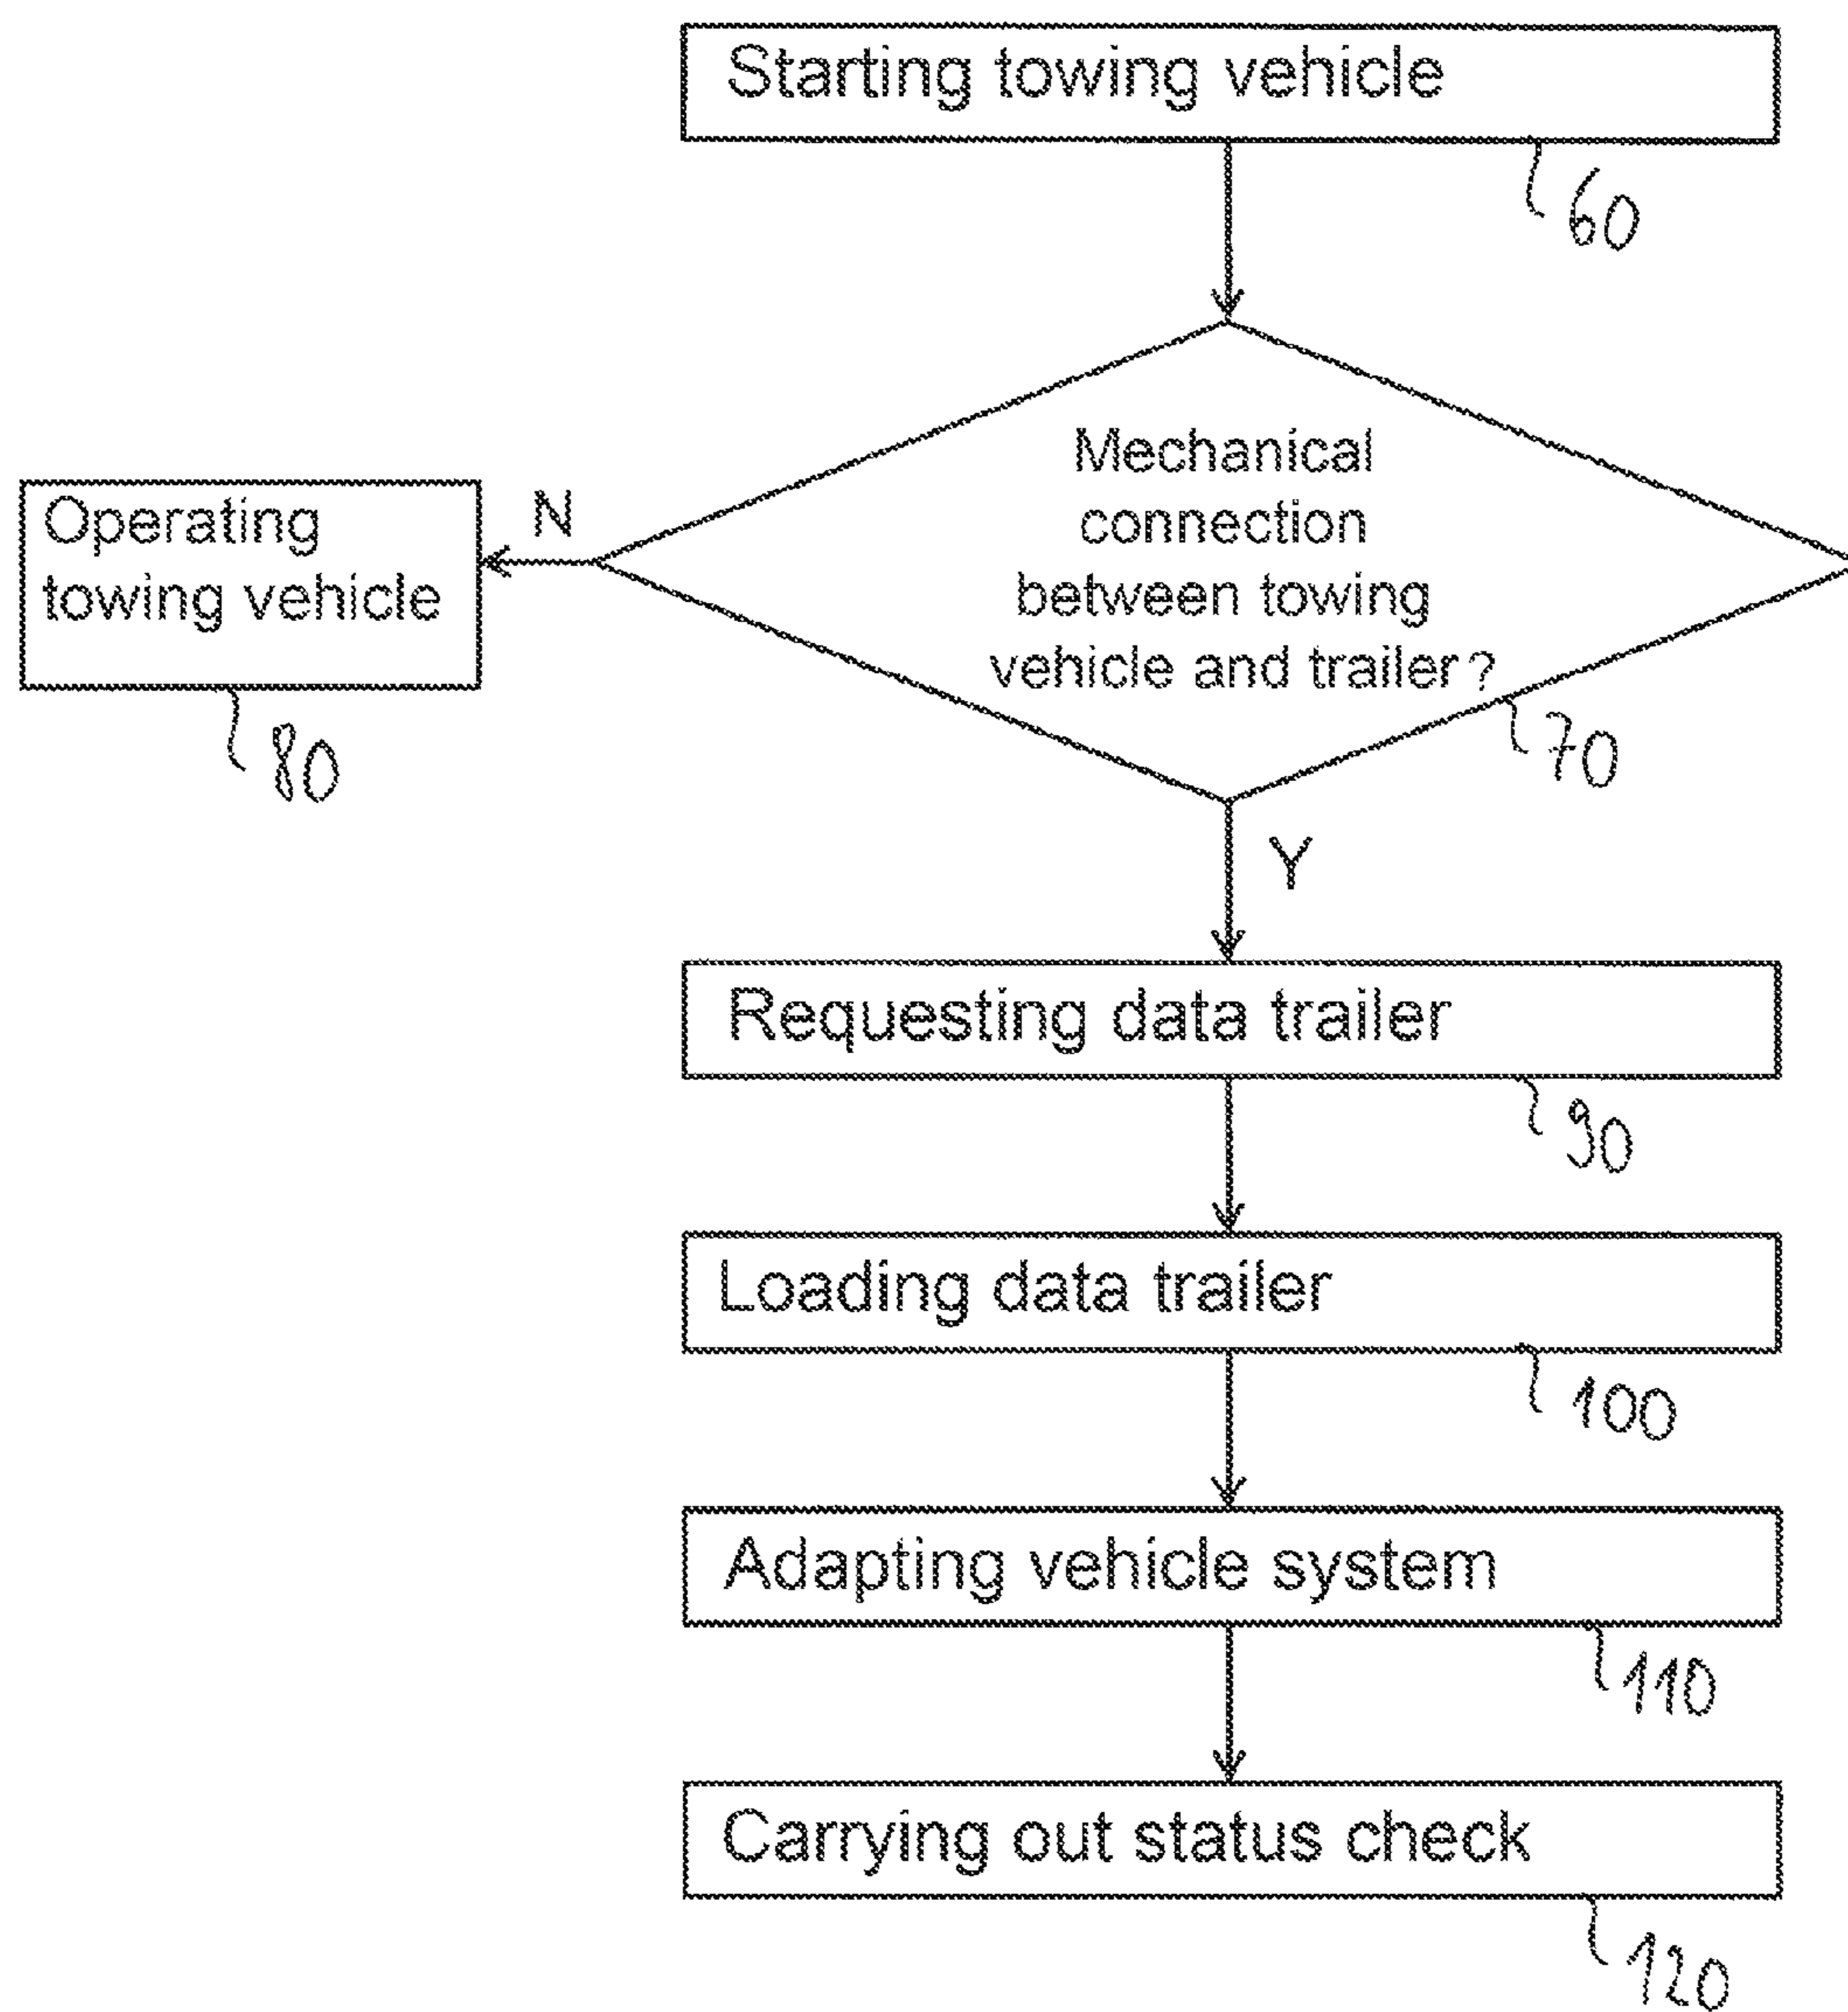 Starting towing vehicle
60
Mechanical
connection
between towing
vehicle and trailer?
70
N
Operating
towing vehicle
80
Y
Requesting data trailer
90
Loading data trailer
100
Adapting vehicle system
110
Carrying out status check
120